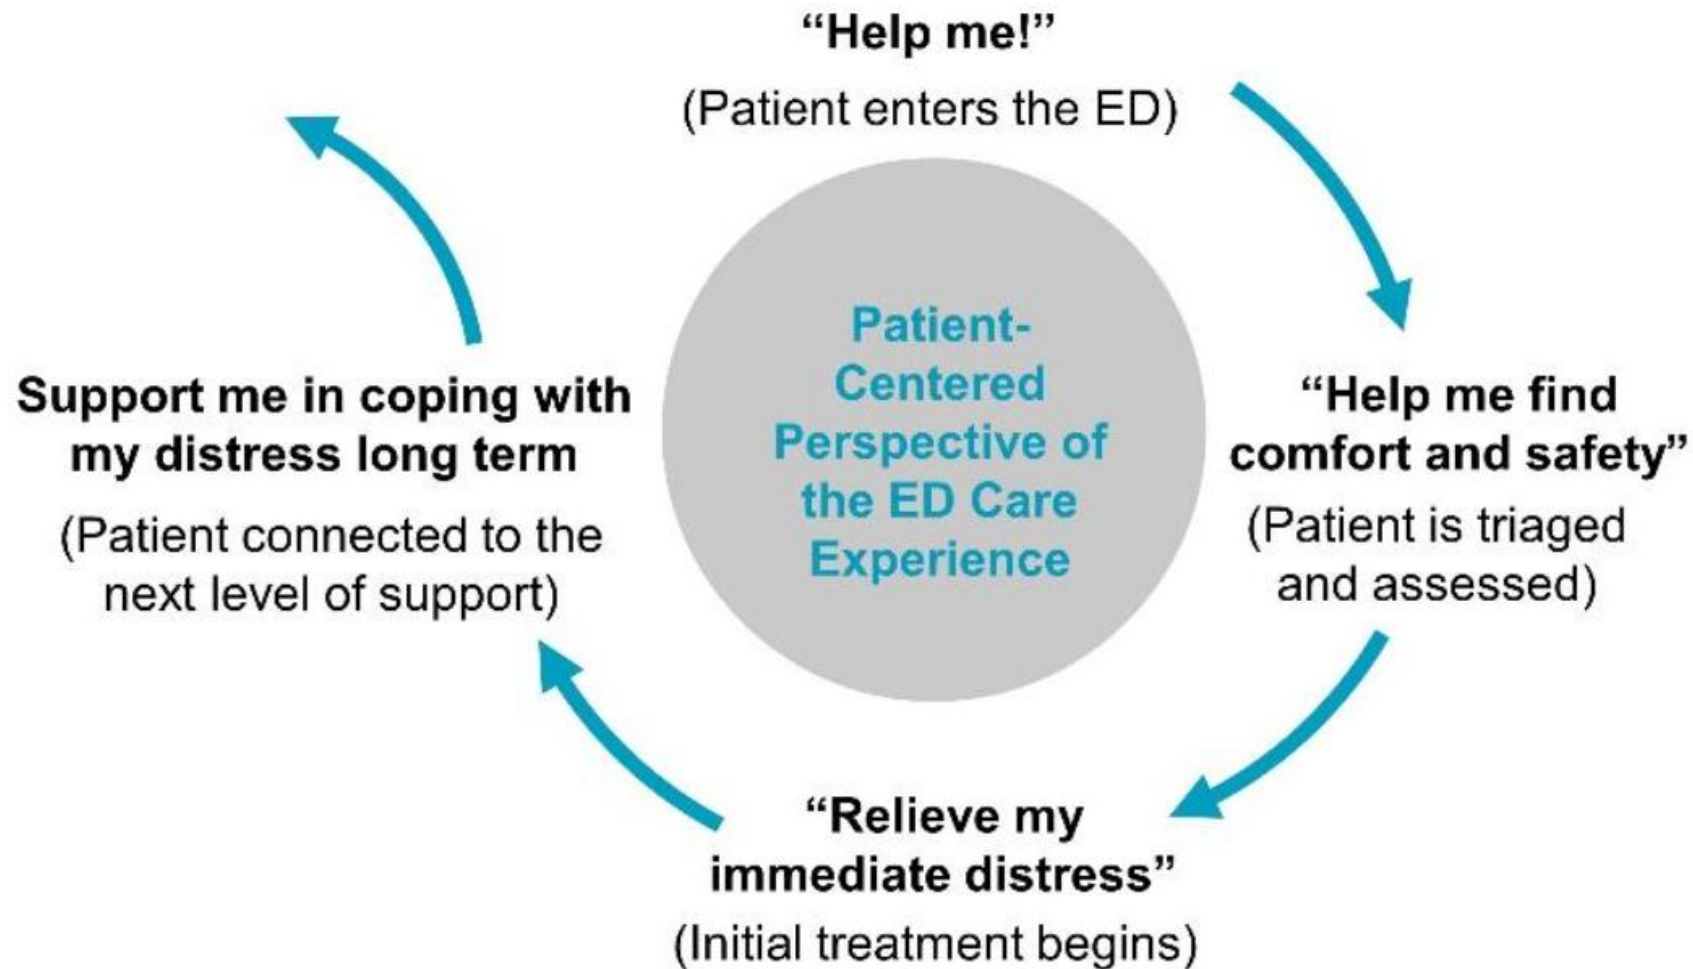 “Help me!”
(Patient enters the ED)
Patient-
Centered
Perspective of
the ED Care
Experience
“Help me find
comfort and safety”
(Patient is triaged
and assessed)
“Relieve my
immediate distress”
(Initial treatment begins)
Support me in coping with
my distress long term
(Patient connected to the
next level of support)